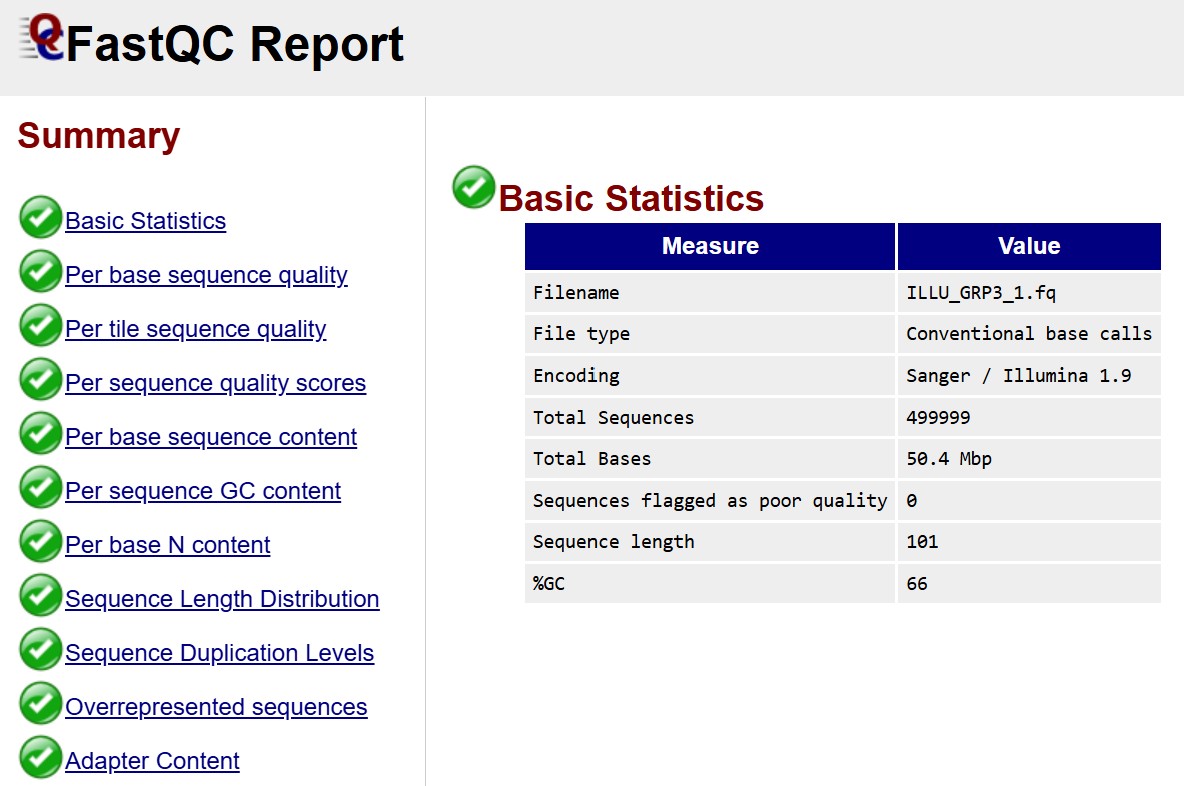 FastQC Report
Summary
Basic Statistics
Per base sequence quality
Per tile sequence quality
Per sequence quality scores
Per base sequence content
Per sequence GC content
Per base N content
Sequence Length Distribution
Sequence Duplication Levels
Overrepresented sequences
Adapter Content
Basic Statistics
Measure Value
Filename ILLU_GRP3_1.fq
File type Conventional base calls
Encoding Sanger / Illumina 1.9
Total Sequences 499999
Total Bases 50.4 Mbp
Sequences flagged as poor quality 0
Sequence length 101
%GC 66